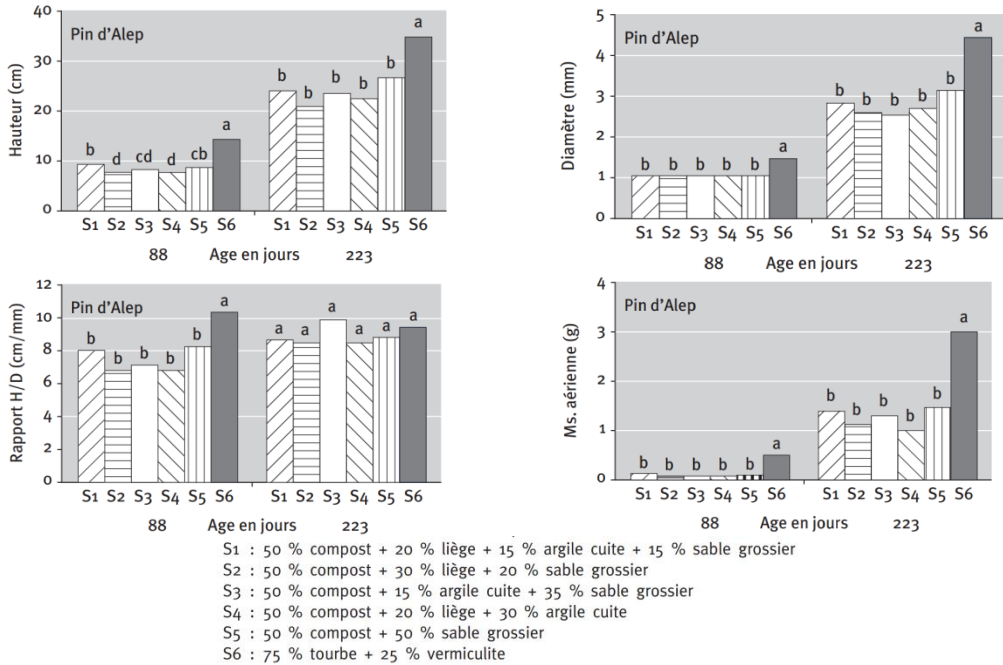 Hauteur (cm)
40
30
20
10
0
Pin d'Alep
b d cd d cb a
b b b b b a
S1 S2 S3 S4 S5 S6 S1 S2 S3 S4 S5 S6
88 Age en jours 223
Diamètre (mm)
5
4
3
2
1
0
Pin d'Alep
b b b b b a
b b b b b a
S1 S2 S3 S4 S5 S6 S1 S2 S3 S4 S5 S6
88 Age en jours 223
Rapport H/D (cm/mm)
12
10
8
6
4
2
0
Pin d'Alep
b b b b b a
a a a a a a
S1 S2 S3 S4 S5 S6 S1 S2 S3 S4 S5 S6
88 Age en jours 223
Ms. aérienne (g)
4
3
2
1
0
Pin d'Alep
b b b b b a
b b b b b a
S1 S2 S3 S4 S5 S6 S1 S2 S3 S4 S5 S6
88 Age en jours 223
S1 : 50 % compost + 20 % liège + 15 % argile cuite + 15 % sable grossier
S2 : 50 % compost + 30 % liège + 20 % sable grossier
S3 : 50 % compost + 15 % argile cuite + 35 % sable grossier
S4 : 50 % compost + 20 % liège + 30 % argile cuite
S5 : 50 % compost + 50 % sable grossier
S6 : 75 % tourbe + 25 % vermiculite